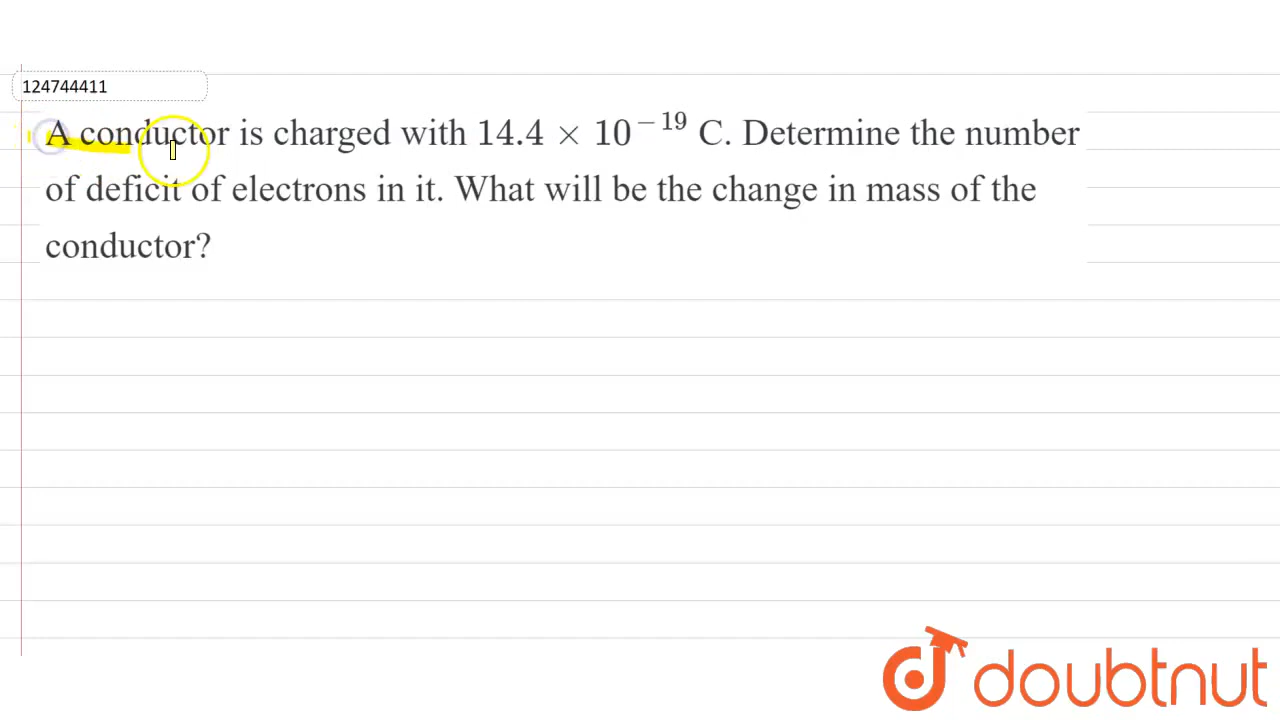 124744411
A conductor is charged with 14.4 × 10⁻¹⁹ C. Determine the number
of deficit of electrons in it. What will be the change in mass of the
conductor?
doubtnut